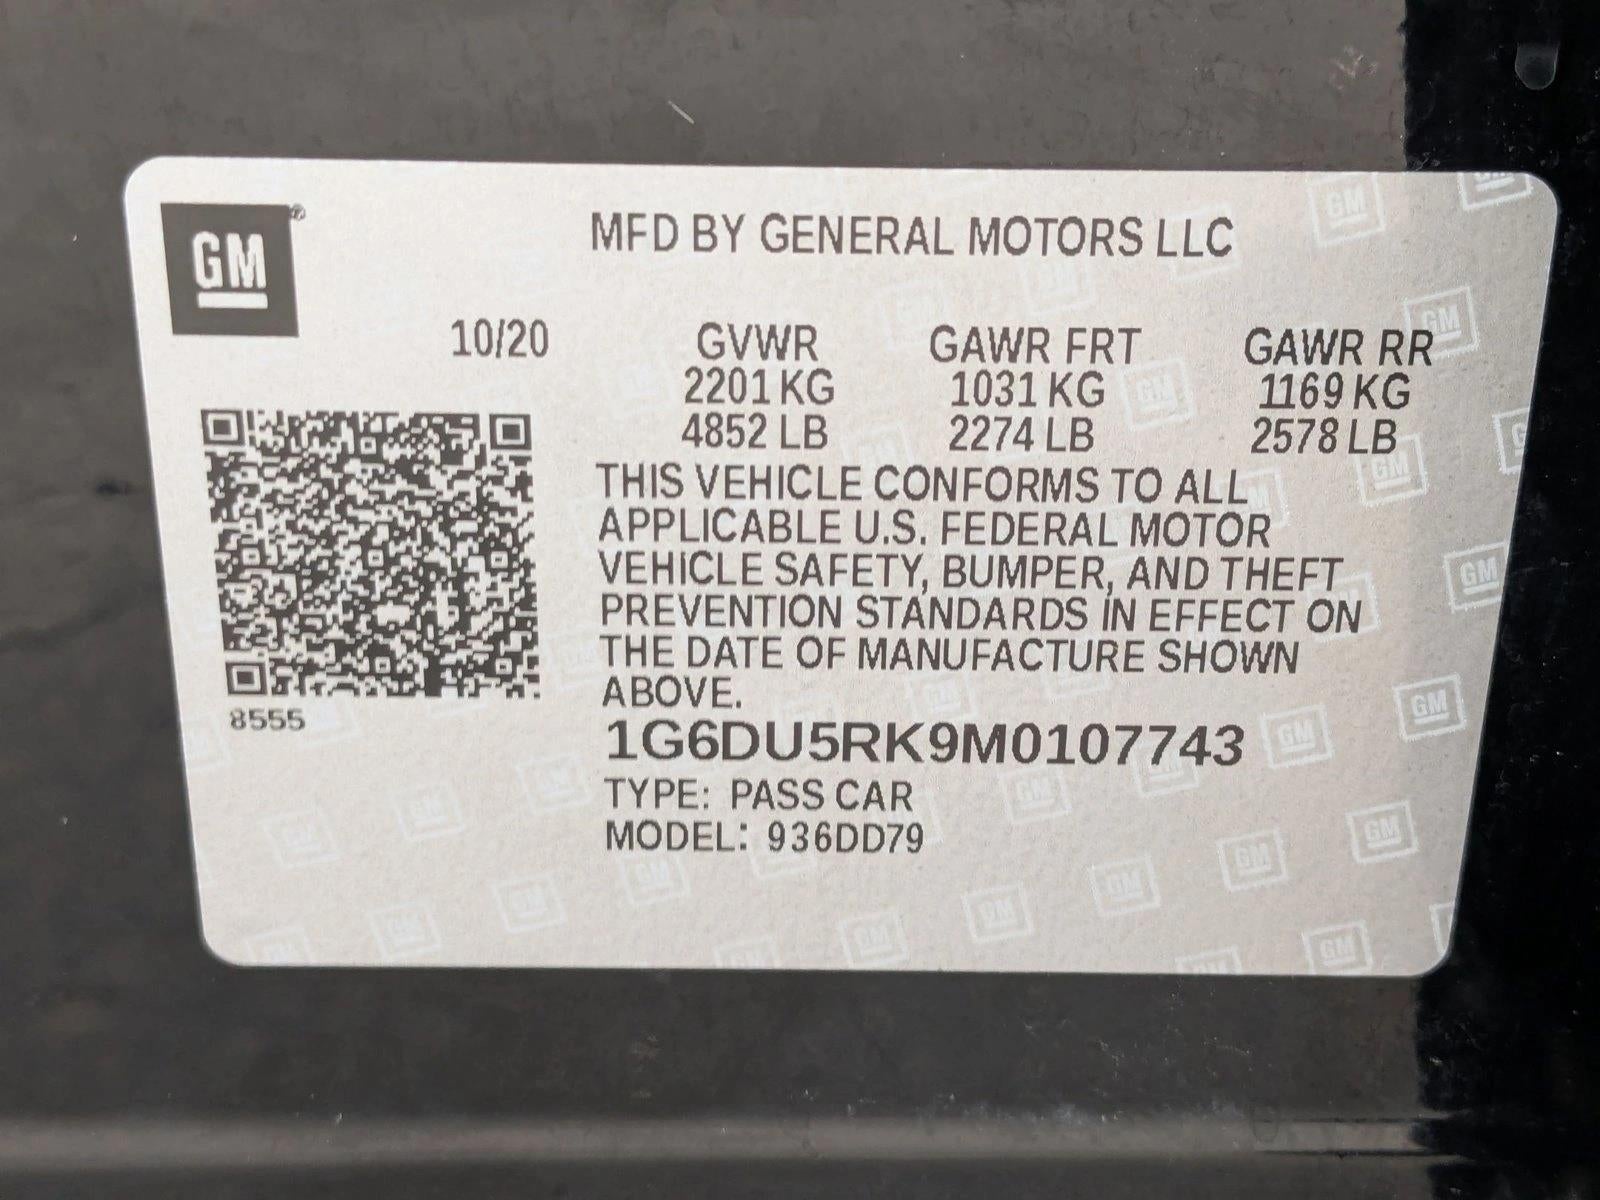 GM®
MFD BY GENERAL MOTORS LLC
10/20
GVWR GAWR FRT GAWR RR
2201 KG 1031 KG 1169 KG
4852 LB 2274 LB 2578 LB
THIS VEHICLE CONFORMS TO ALL
APPLICABLE U.S. FEDERAL MOTOR
VEHICLE SAFETY, BUMPER, AND THEFT
PREVENTION STANDARDS IN EFFECT ON
THE DATE OF MANUFACTURE SHOWN
ABOVE.
8555
1G6DU5RK9M0107743
TYPE: PASS CAR
MODEL: 936DD79